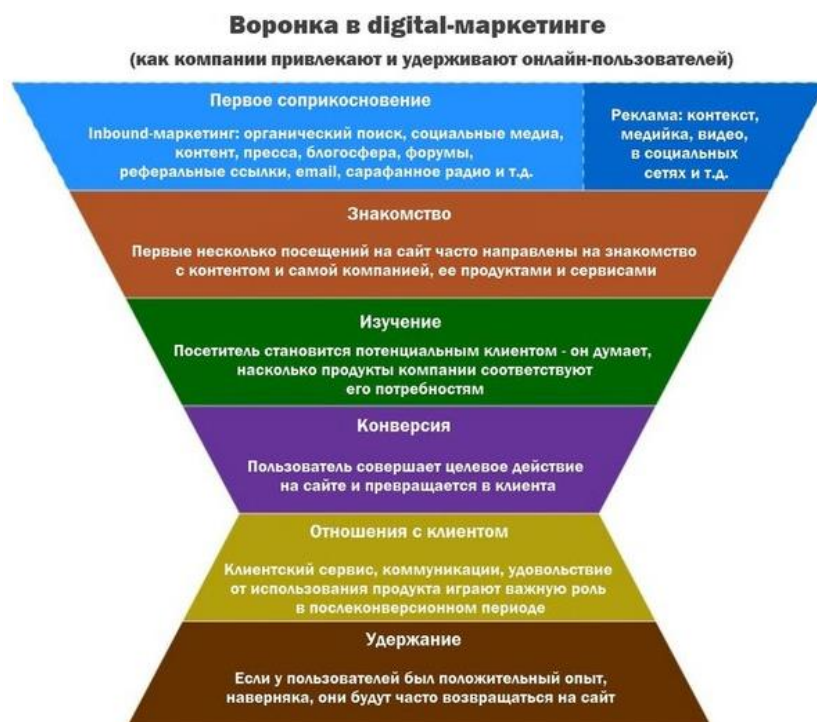 Воронка в digital-маркетинге
(как компании привлекают и удерживают онлайн-пользователей)
Первое соприкосновение
Inbound-маркетинг: органический поиск, социальные медиа,
контент, пресса, блогосфера, форумы,
реферальные ссылки, email, сарафанное радио и т.д.
Реклама: контекст,
медийка, видео,
в социальных
сетях и т.д.
Знакомство
Первые несколько посещений на сайт часто направлены на знакомство
с контентом и самой компанией, ее продуктами и сервисами
Изучение
Посетитель становится потенциальным клиентом - он думает,
насколько продукты компании соответствуют
его потребностям
Конверсия
Пользователь совершает целевое действие
на сайте и превращается в клиента
Отношения с клиентом
Клиентский сервис, коммуникации, удовольствие
от использования продукта играют важную роль
в послеконверсионном периоде
Удержание
Если у пользователей был положительный опыт,
наверняка, они будут часто возвращаться на сайт